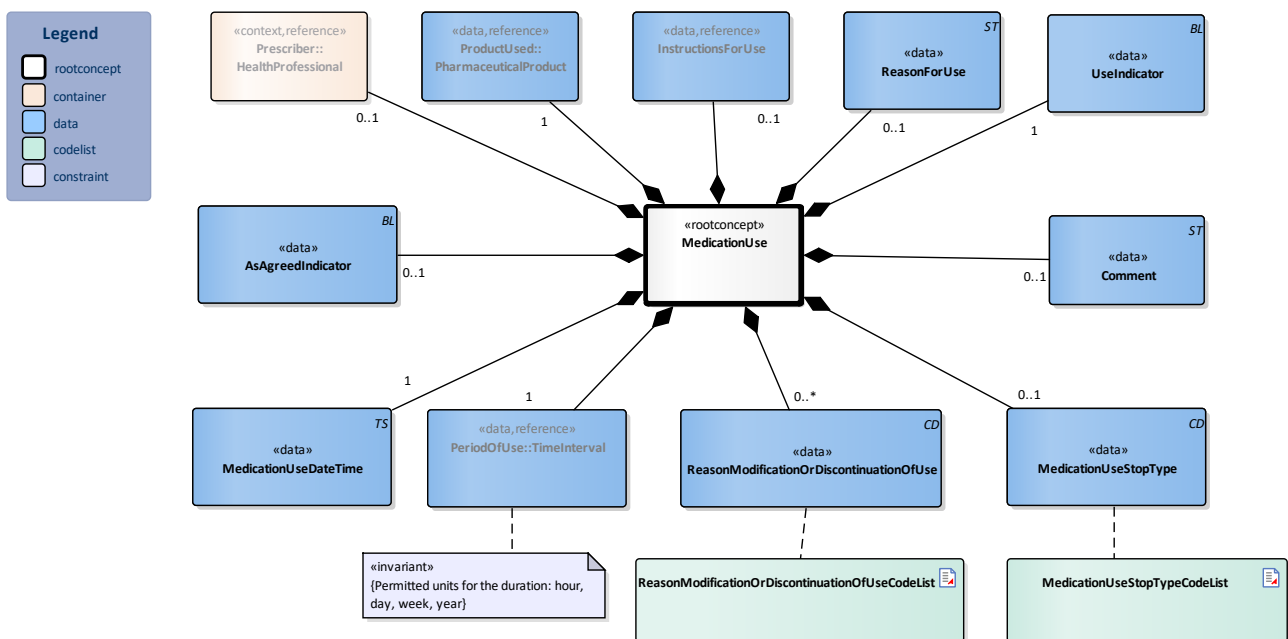 Legend
rootconcept
container
data
codelist
constraint
«context,reference»
Prescriber::
HealthProfessional
0..1
«data,reference»
ProductUsed::
PharmaceuticalProduct
1
«data,reference»
InstructionsForUse
0..1
ST
«data»
ReasonForUse
0..1
BL
«data»
UseIndicator
1
BL
«data»
AsAgreedIndicator
0..1
«rootconcept»
MedicationUse
ST
«data»
Comment
0..1
TS
«data»
MedicationUseDateTime
1
«data,reference»
PeriodOfUse::TimeInterval
1
CD
«data»
ReasonModificationOrDiscontinuationOfUse
0..*
CD
«data»
MedicationUseStopType
0..1
«invariant»
{Permitted units for the duration: hour,
day, week, year}
ReasonModificationOrDiscontinuationOfUseCodeList
MedicationUseStopTypeCodeList